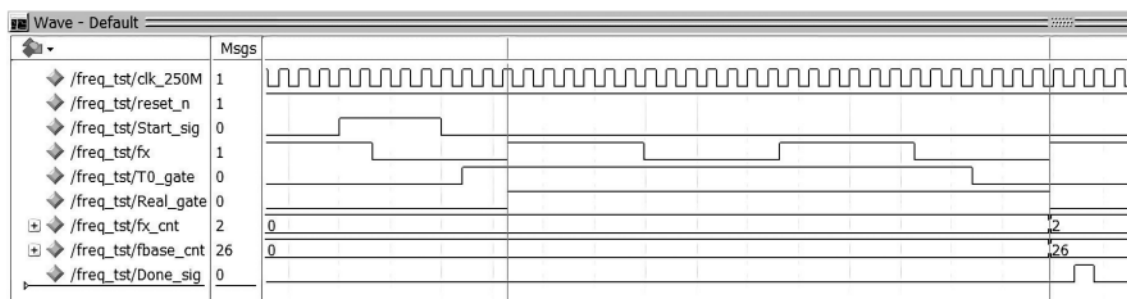 Wave - Default
Msgs
/freq_tst/clk_250M 1
/freq_tst/reset_n 1
/freq_tst/Start_sig 0
/freq_tst/fx 1
/freq_tst/T0_gate 0
/freq_tst/Real_gate 0
/freq_tst/fx_cnt 2 0 2
/freq_tst/fbase_cnt 26 0 26
/freq_tst/Done_sig 0